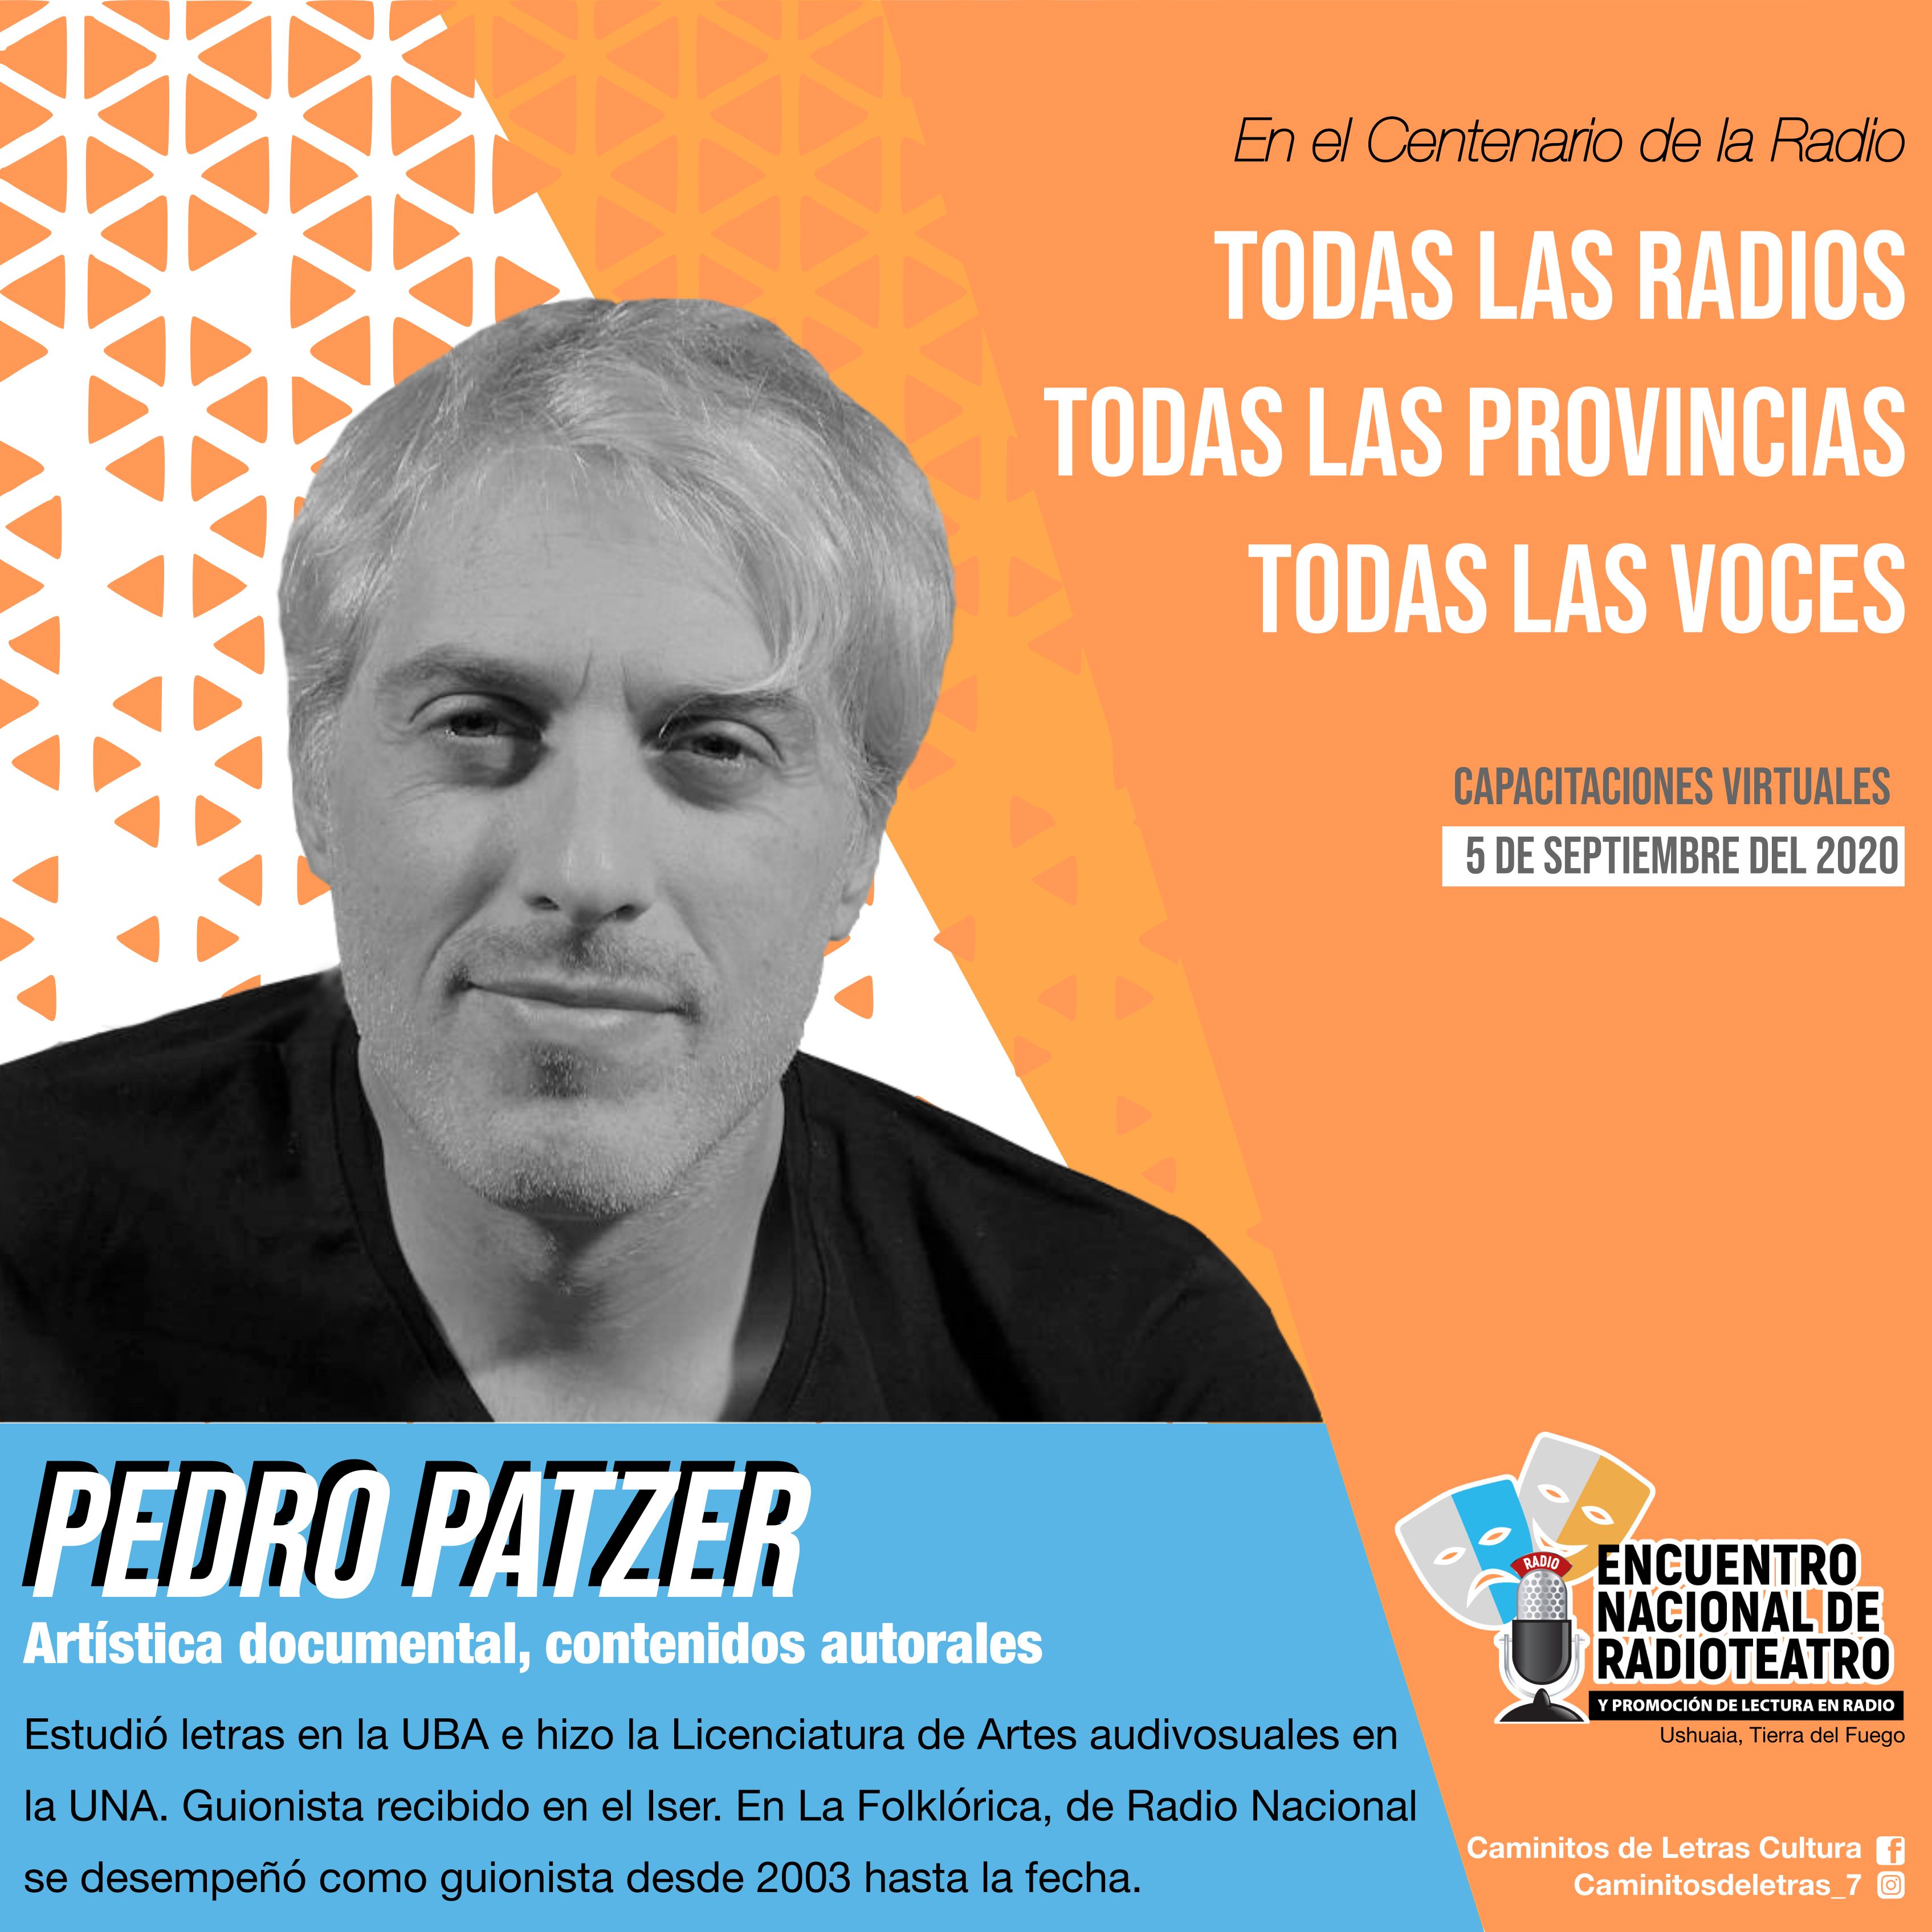 En el Centenario de la Radio
TODAS LAS RADIOS
TODAS LAS PROVINCIAS
TODAS LAS VOCES
CAPACITACIONES VIRTUALES
5 DE SEPTIEMBRE DEL 2020
PEDRO PATZER
Artística documental, contenidos autorales
Estudió letras en la UBA e hizo la Licenciatura de Artes audivosuales en
la UNA. Guionista recibido en el Iser. En La Folklórica, de Radio Nacional
se desempeñó como guionista desde 2003 hasta la fecha.
RADIO
ENCUENTRO
NACIONAL DE
RADIOTEATRO
Y PROMOCIÓN DE LECTURA EN RADIO
Ushuaia, Tierra del Fuego
Caminitos de Letras Cultura
Caminitosdeletras_7